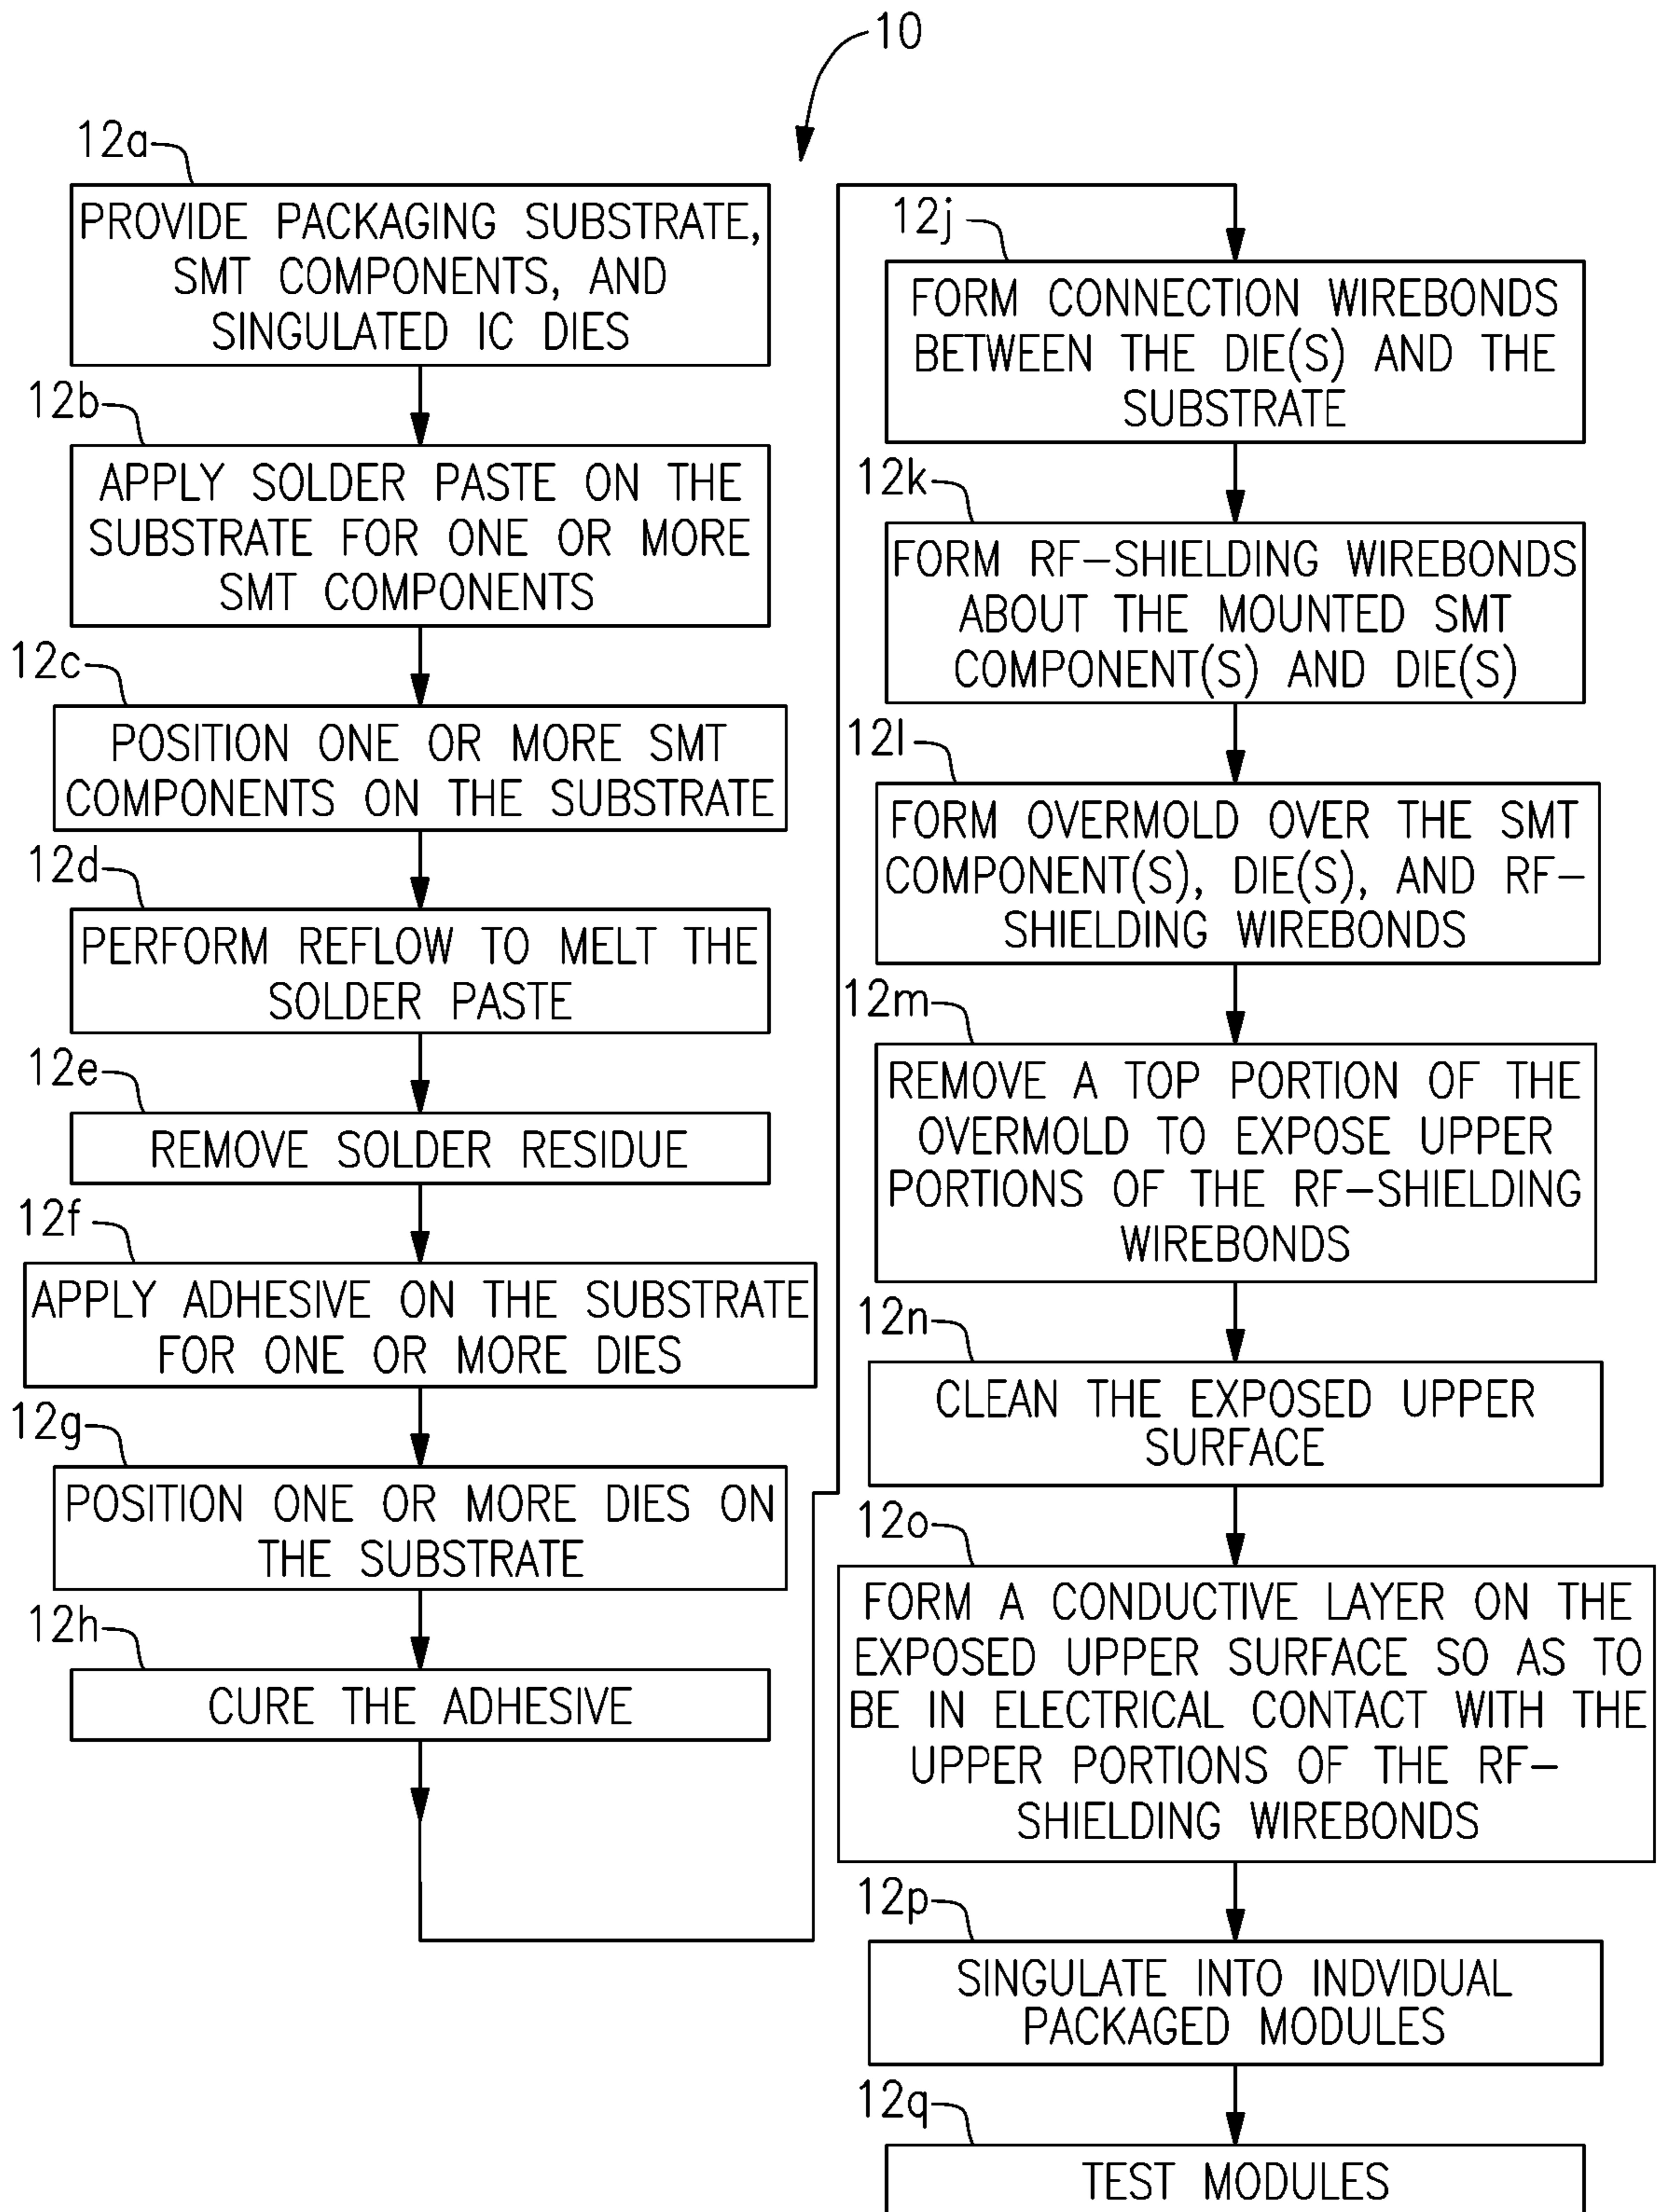 10
12a
PROVIDE PACKAGING SUBSTRATE,
SMT COMPONENTS, AND
SINGULATED IC DIES
12b
APPLY SOLDER PASTE ON THE
SUBSTRATE FOR ONE OR MORE
SMT COMPONENTS
12c
POSITION ONE OR MORE SMT
COMPONENTS ON THE SUBSTRATE
12d
PERFORM REFLOW TO MELT THE
SOLDER PASTE
12e
REMOVE SOLDER RESIDUE
12f
APPLY ADHESIVE ON THE SUBSTRATE
FOR ONE OR MORE DIES
12g
POSITION ONE OR MORE DIES ON
THE SUBSTRATE
12h
CURE THE ADHESIVE
12j
FORM CONNECTION WIREBONDS
BETWEEN THE DIE(S) AND THE
SUBSTRATE
12k
FORM RF-SHIELDING WIREBONDS
ABOUT THE MOUNTED SMT
COMPONENT(S) AND DIE(S)
12l
FORM OVERMOLD OVER THE SMT
COMPONENT(S), DIE(S), AND RF-
SHIELDING WIREBONDS
12m
REMOVE A TOP PORTION OF THE
OVERMOLD TO EXPOSE UPPER
PORTIONS OF THE RF-SHIELDING
WIREBONDS
12n
CLEAN THE EXPOSED UPPER
SURFACE
12o
FORM A CONDUCTIVE LAYER ON THE
EXPOSED UPPER SURFACE SO AS TO
BE IN ELECTRICAL CONTACT WITH THE
UPPER PORTIONS OF THE RF-
SHIELDING WIREBONDS
12p
SINGULATE INTO INDVIDUAL
PACKAGED MODULES
12q
TEST MODULES